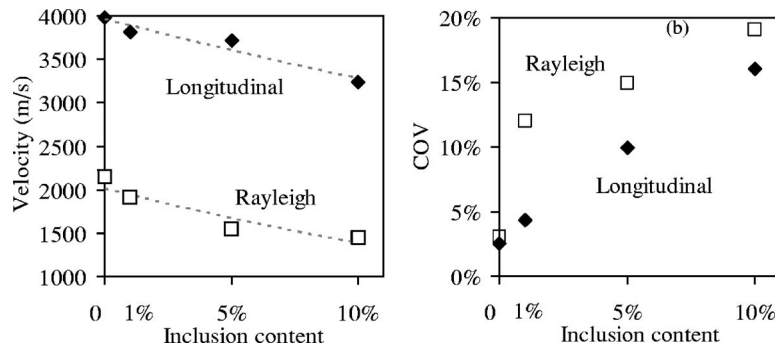 4000
3500
3000
2500
2000
1500
1000
Velocity (m/s)
Longitudinal
Rayleigh
0 1% 5% 10%
Inclusion content
20%
15%
10%
5%
0%
COV
(b)
Rayleigh
Longitudinal
0 1% 5% 10%
Inclusion content